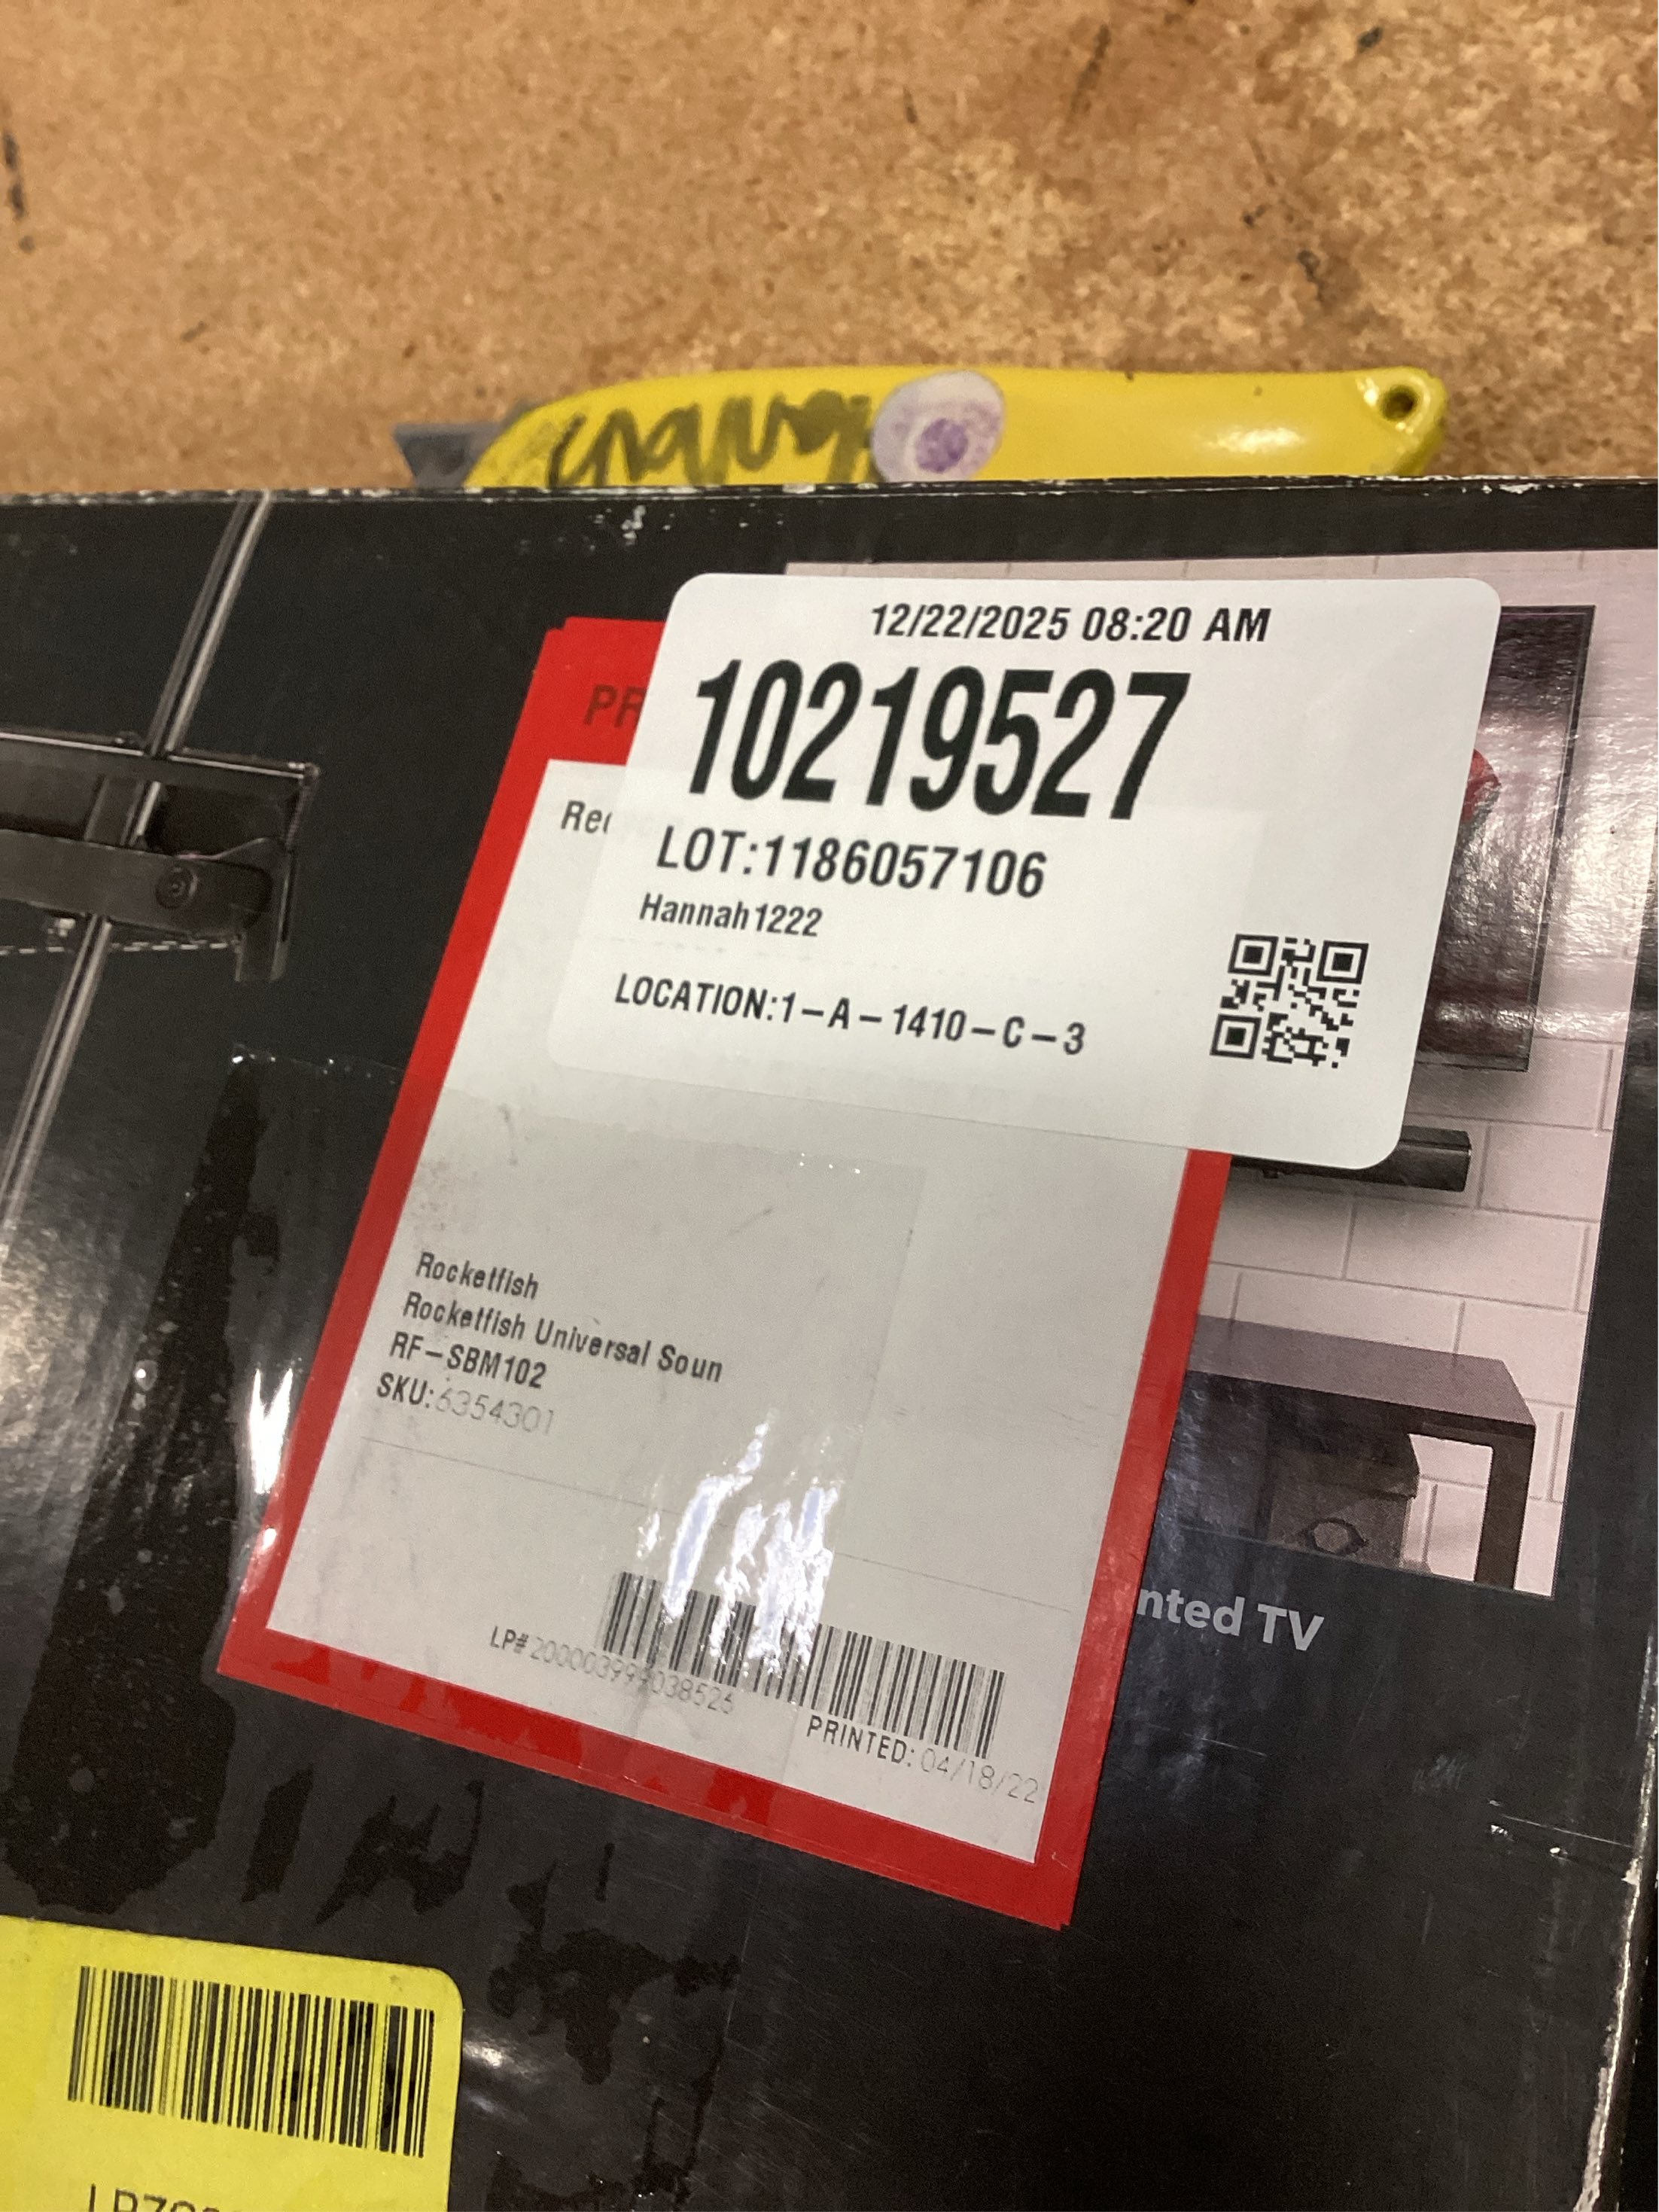 12/22/2025 08:20 AM
10219527
LOT:1186057106
Hannah1222
LOCATION:1-A-1410-C-3
Rocketfish
Rocketfish Universal Soun
RF-SBM102
SKU:6354301
LP#
PRINTED: 04/18/22
nted TV